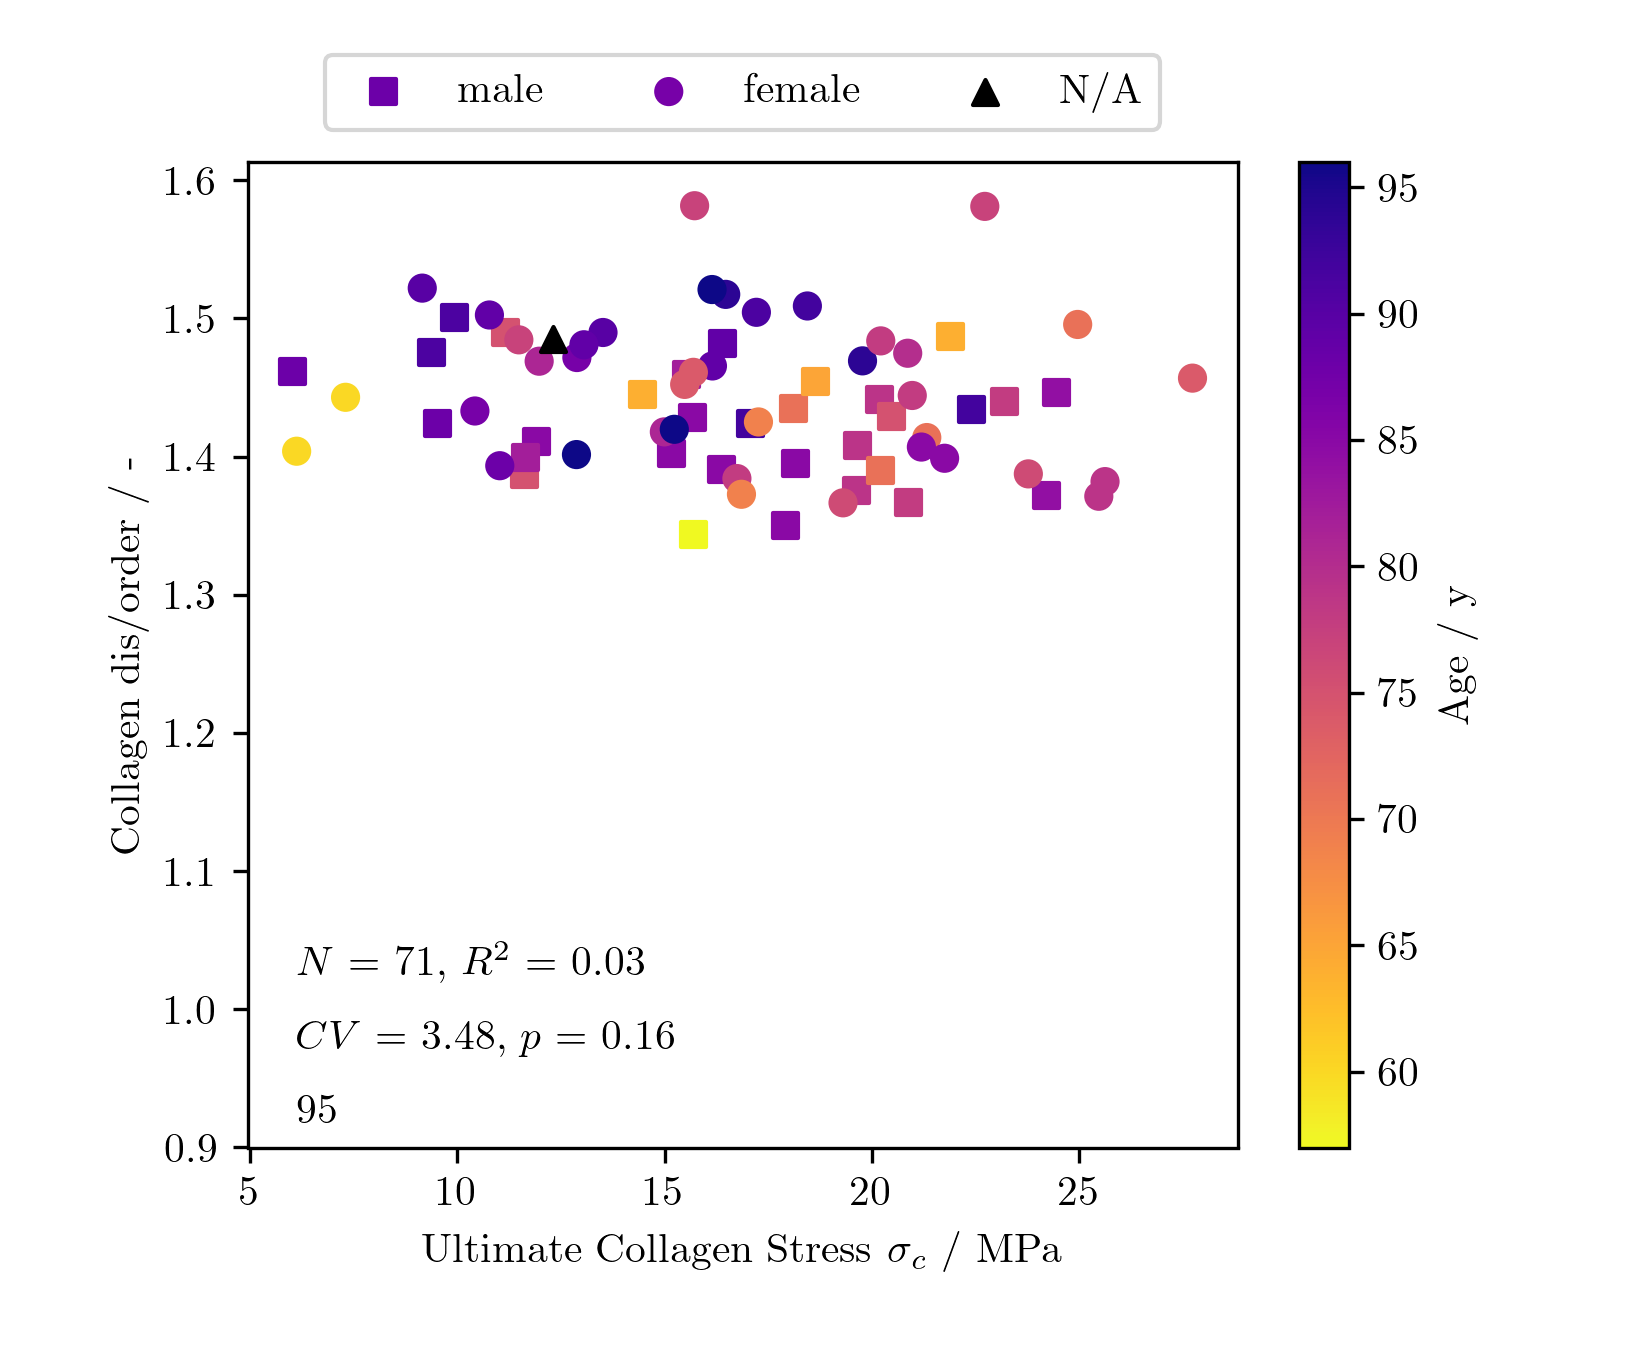 male female N/A
1.6
1.5
1.4
1.3
1.2
1.1
1.0
0.9
Collagen dis/order / -
N = 71, R² = 0.03
CV = 3.48, p = 0.16
95
5 10 15 20 25
Ultimate Collagen Stress σc / MPa
95
90
85
80
75
70
65
60
Age / y